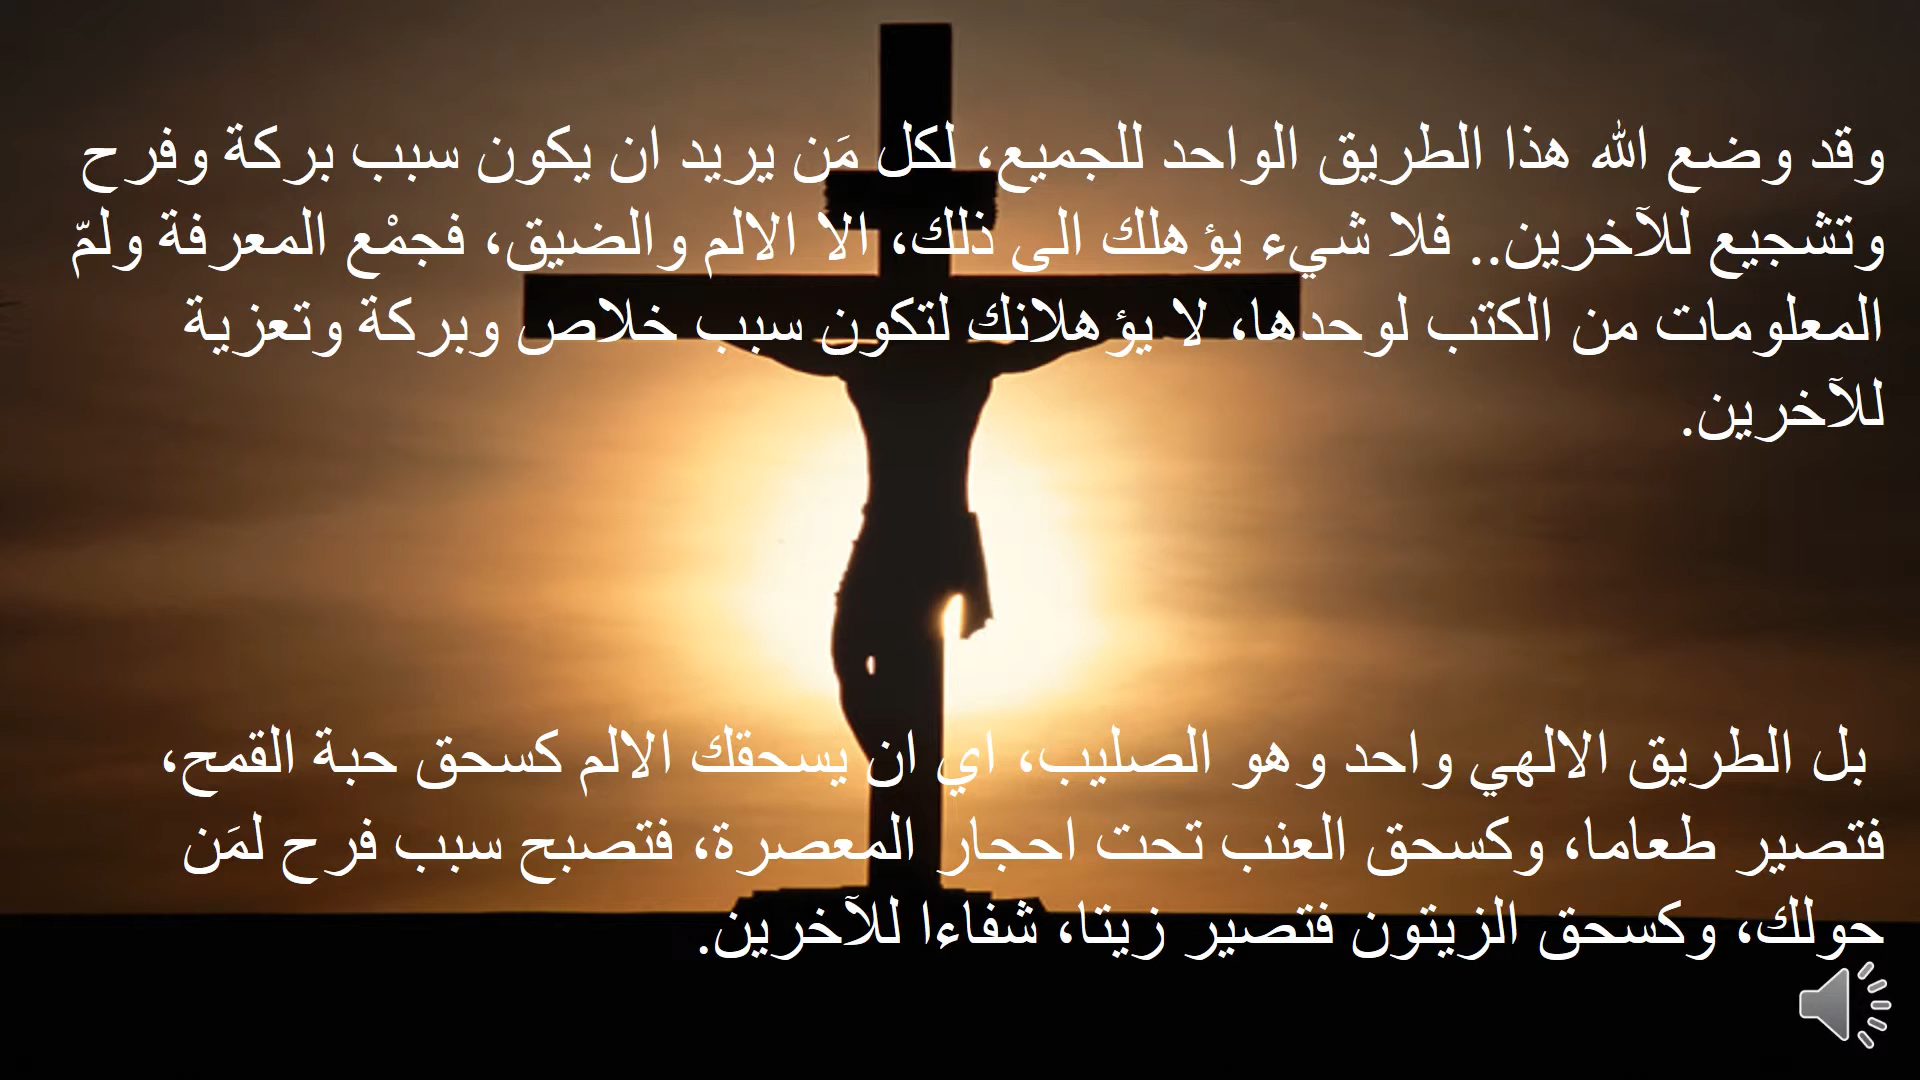 وقد وضع الله هذا الطريق الواحد للجميع، لكل مَن يريد ان يكون سبب بركة وفرح
وتشجيع للآخرين.. فلا شيء يؤهلك الى ذلك، الا الالم والضيق، فجمْع المعرفة ولمّ
المعلومات من الكتب لوحدها، لا يؤهلانك لتكون سبب خلاص وبركة وتعزية
للآخرين.
بل الطريق الالهي واحد وهو الصليب، اي ان يسحقك الالم كسحق حبة القمح،
فتصير طعاما، وكسحق العنب تحت احجار المعصرة، فتصبح سبب فرح لمَن
حولك، وكسحق الزيتون فتصير زيتا، شفاءا للآخرين.